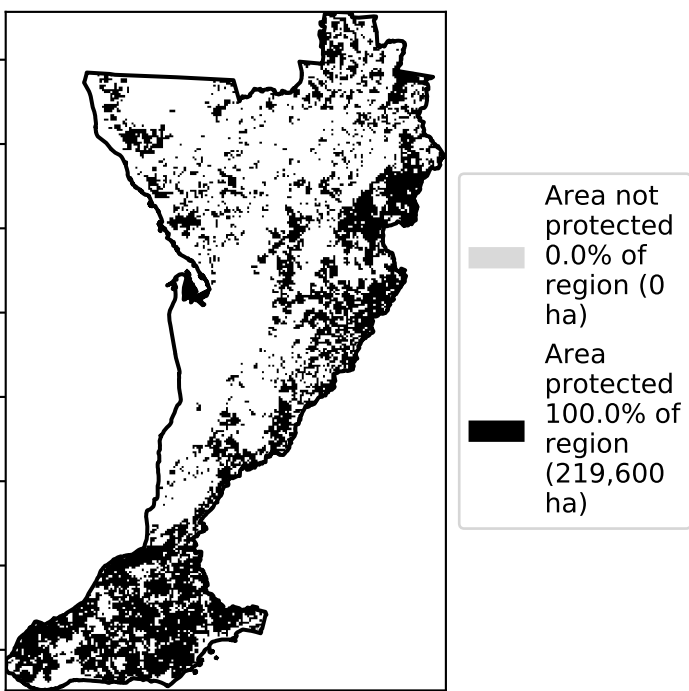 Area not
protected
0.0% of
region (0
ha)
Area
protected
100.0% of
region
(219,600
ha)